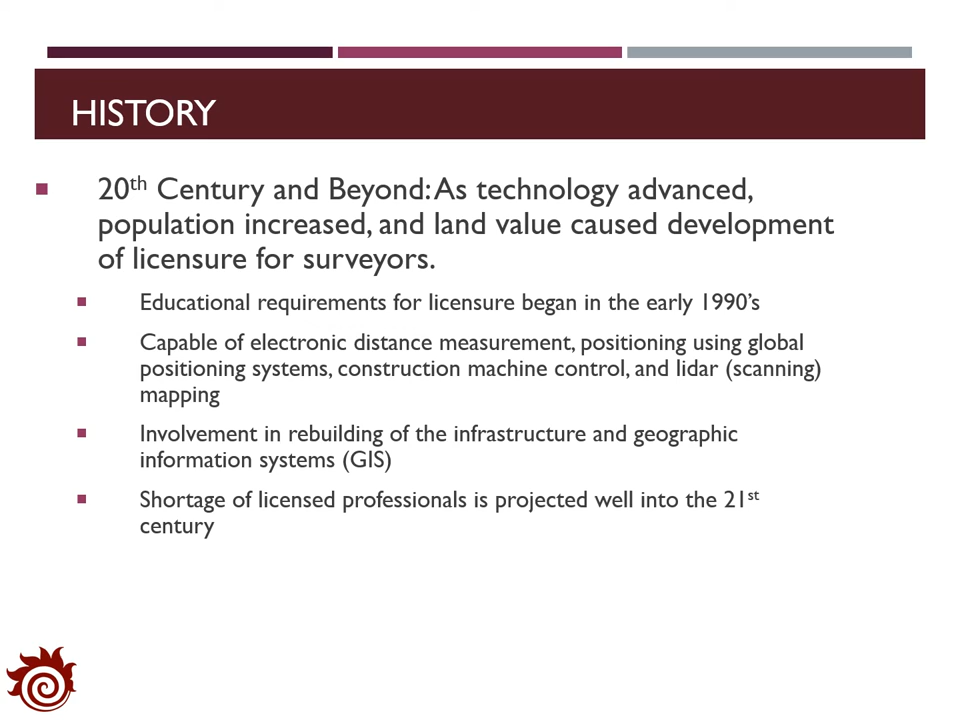 HISTORY
20th Century and Beyond: As technology advanced,
population increased, and land value caused development
of licensure for surveyors.
Educational requirements for licensure began in the early 1990's
Capable of electronic distance measurement, positioning using global
positioning systems, construction machine control, and lidar (scanning)
mapping
Involvement in rebuilding of the infrastructure and geographic
information systems (GIS)
Shortage of licensed professionals is projected well into the 21st
century